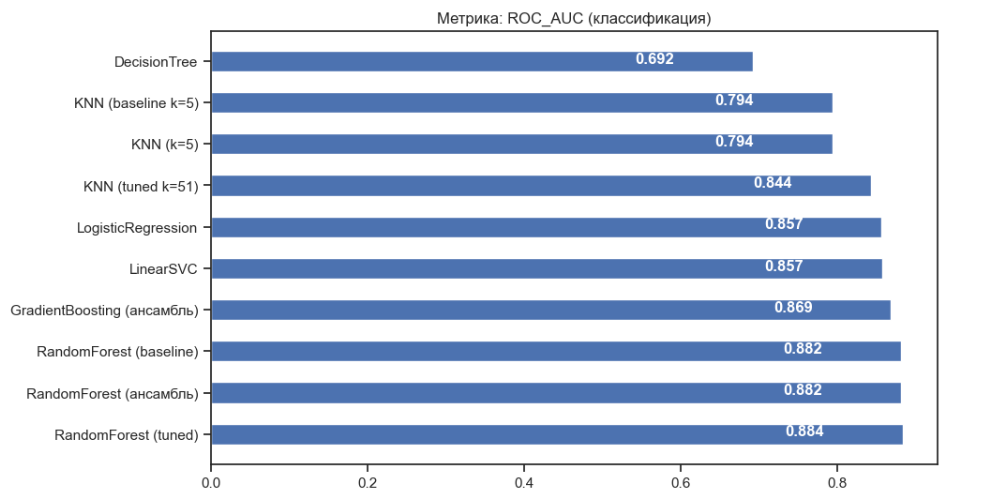 Метрика: ROC_AUC (классификация)
DecisionTree 0.692
KNN (baseline k=5) 0.794
KNN (k=5) 0.794
KNN (tuned k=51) 0.844
LogisticRegression 0.857
LinearSVC 0.857
GradientBoosting (ансамбль) 0.869
RandomForest (baseline) 0.882
RandomForest (ансамбль) 0.882
RandomForest (tuned) 0.884
0.0 0.2 0.4 0.6 0.8